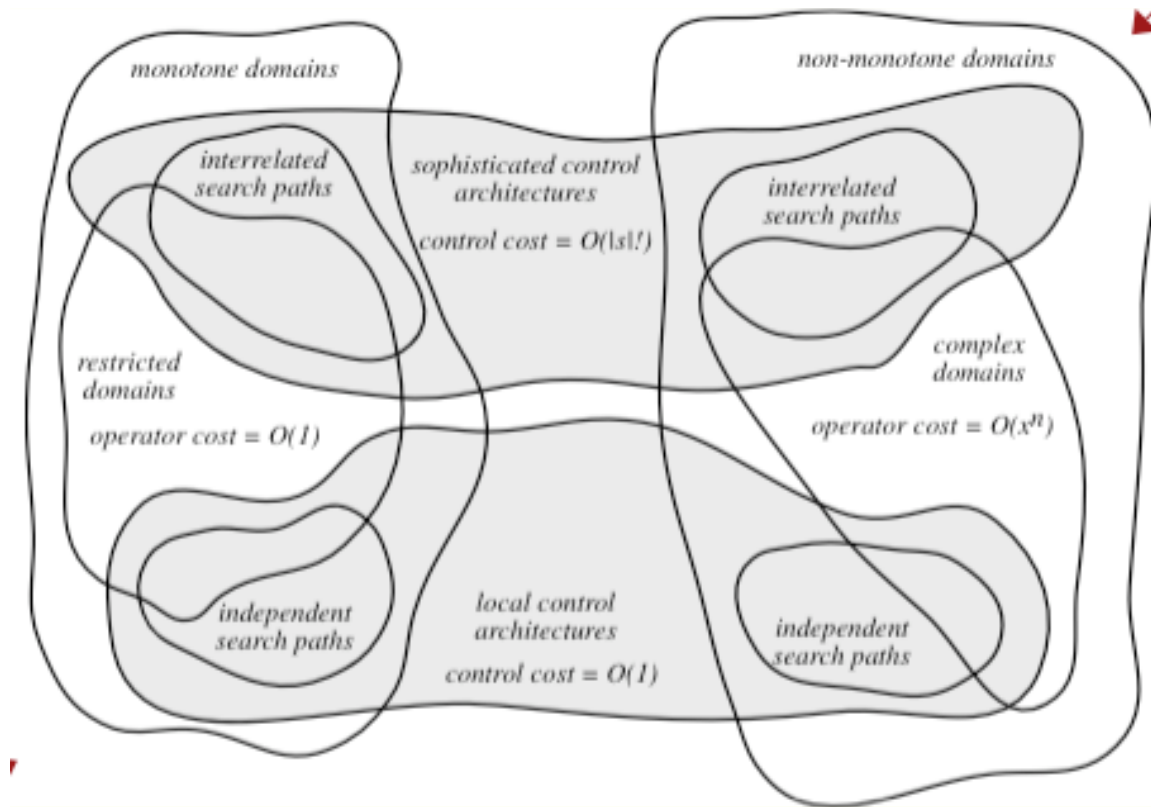 monotone domains
non-monotone domains
interrelated
search paths
sophisticated control
architectures
control cost = O(|s|!)
interrelated
search paths
restricted
domains
operator cost = O(1)
complex
domains
operator cost = O(xⁿ)
independent
search paths
local control
architectures
control cost = O(1)
independent
search paths